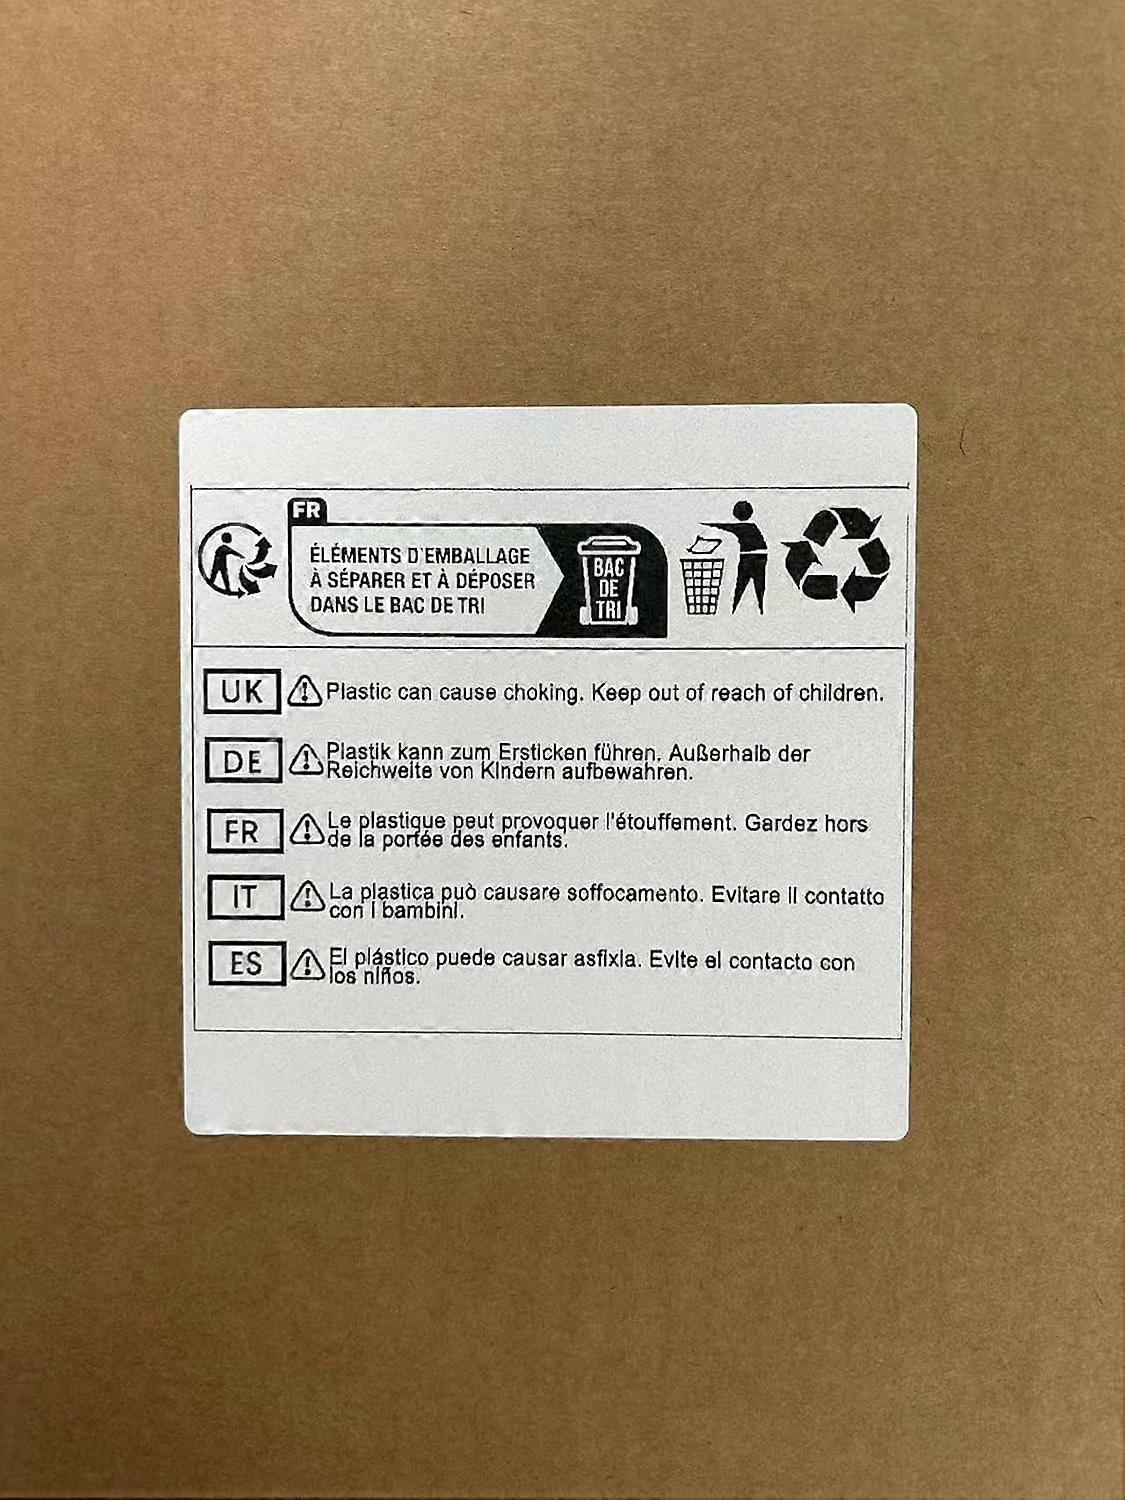 FR
ÉLÉMENTS D'EMBALLAGE
À SÉPARER ET À DÉPOSER
DANS LE BAC DE TRI
BAC
DE
TRI
UK Plastic can cause choking. Keep out of reach of children.
DE Plastik kann zum Ersticken führen. Außerhalb der
Reichweite von Kindern aufbewahren.
FR Le plastique peut provoquer l'étouffement. Gardez hors
de la portée des enfants.
IT La plastica può causare soffocamento. Evitare il contatto
con i bambini.
ES El plástico puede causar asfixia. Evite el contacto con
los niños.